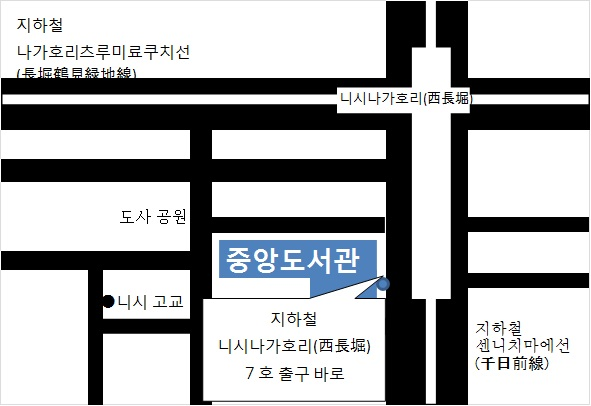 지하철
나가호리츠루미료쿠치선
(長堀鶴見緑地線)
니시나가호리(西長堀)
도사 공원
중앙도서관
니시 고교
지하철
니시나가호리(西長堀)
7 호 출구 바로
지하철
센니치마에선
(千日前線)